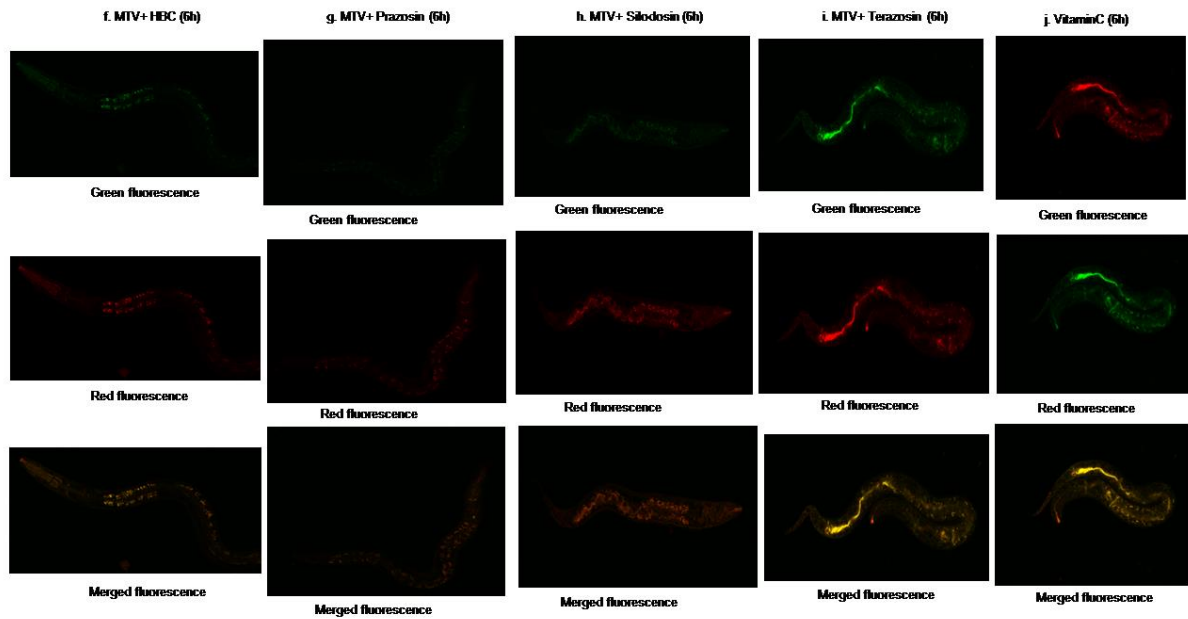 f. MTV+ HBC (6h)
g. MTV+ Prazosin (6h)
h. MTV+ Silodosin (6h)
i. MTV+ Terazosin (6h)
j. VitaminC (6h)
Green fluorescence
Green fluorescence
Green fluorescence
Green fluorescence
Green fluorescence
Red fluorescence
Red fluorescence
Red fluorescence
Red fluorescence
Red fluorescence
Merged fluorescence
Merged fluorescence
Merged fluorescence
Merged fluorescence
Merged fluorescence